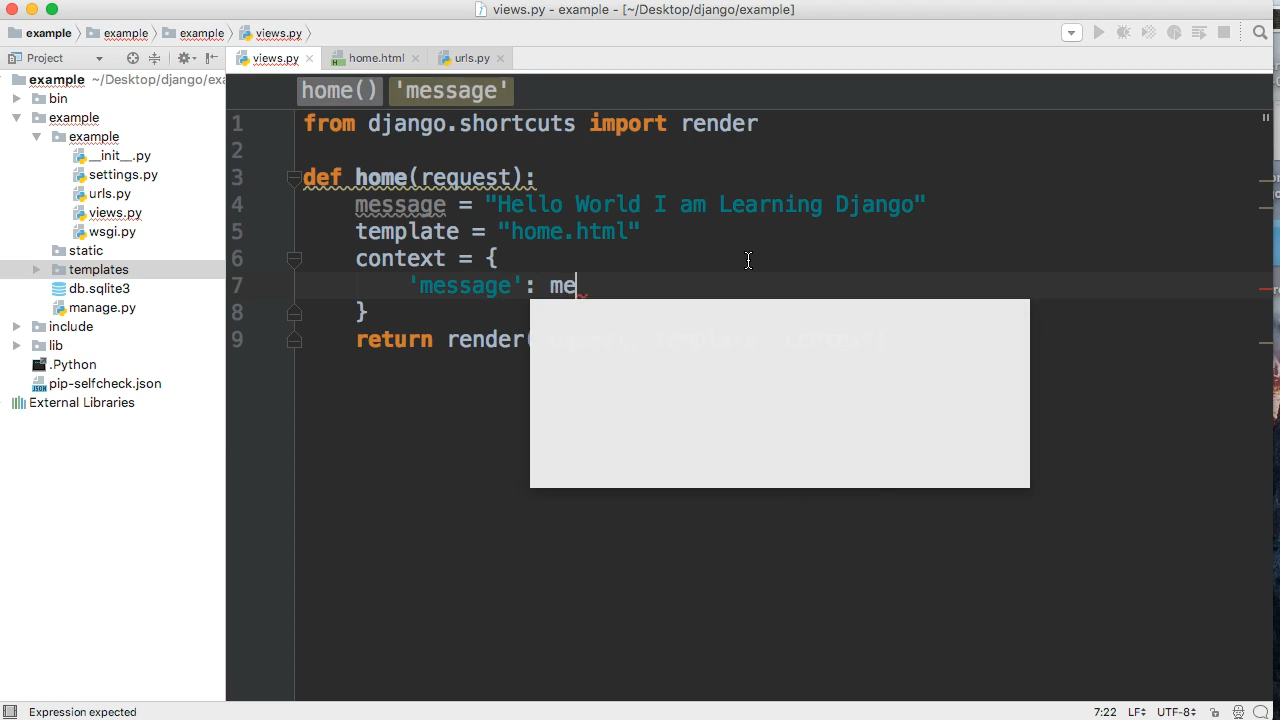 views.py - example - [~/Desktop/django/example]
example example example views.py
Project views.py home.html urls.py
example ~/Desktop/django/exa
bin
example
example
__init__.py
settings.py
urls.py
views.py
wsgi.py
static
templates
db.sqlite3
manage.py
include
lib
.Python
pip-selfcheck.json
External Libraries
home() 'message'
1 from django.shortcuts import render
2
3 def home(request):
4 message = "Hello World I am Learning Django"
5 template = "home.html"
6 context = {
7 'message': me
8 }
9 return render(
Expression expected 7:22 LF UTF-8